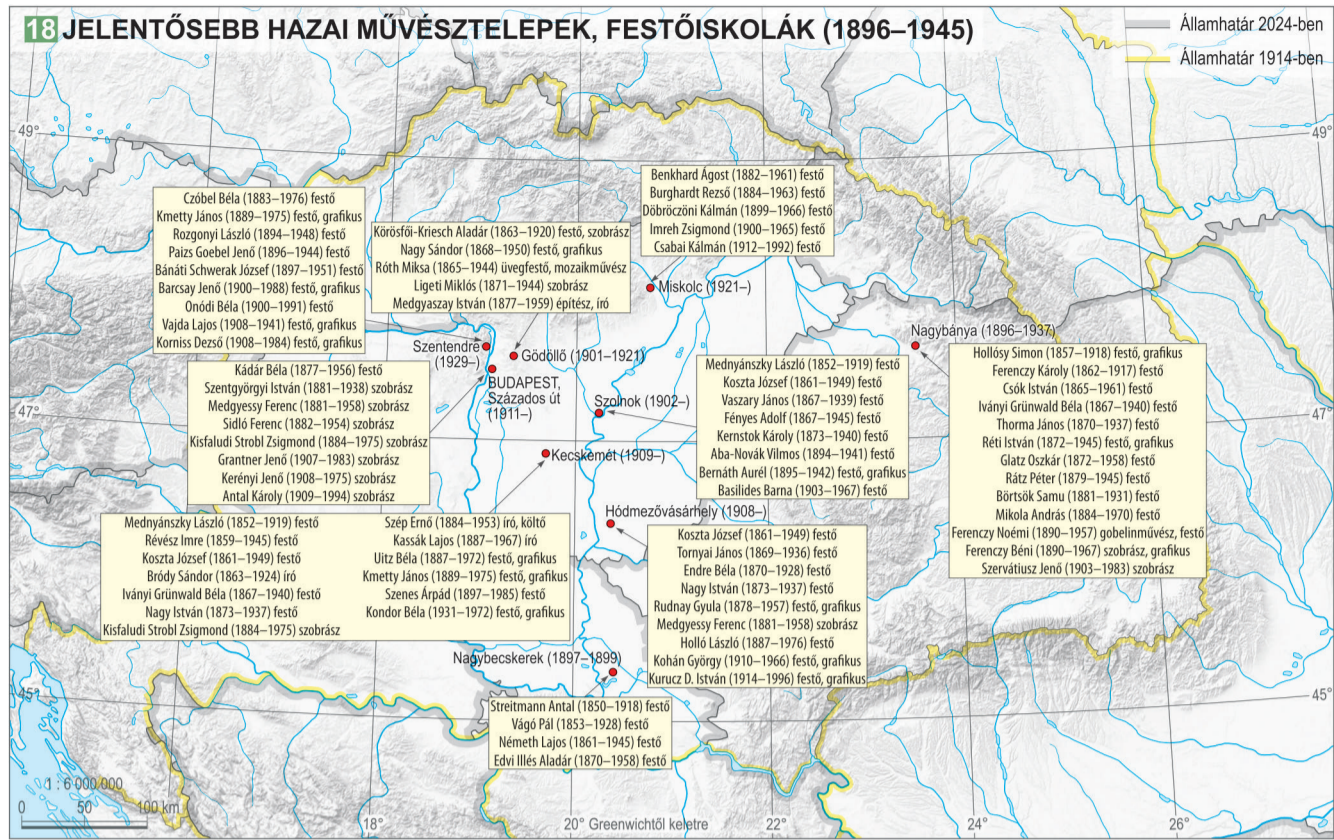 18 JELENTŐSEBB HAZAI MŰVÉSZTELEPEK, FESTŐISKOLÁK (1896–1945)
Államhatár 2024-ben
Államhatár 1914-ben
49°
49°
Czóbel Béla (1883–1976) festő
Kmetty János (1889–1975) festő, grafikus
Rozgonyi László (1894–1948) festő
Paizs Goebel Jenő (1896–1944) festő
Bánáti Schwerak József (1897–1951) festő
Barcsay Jenő (1900–1988) festő, grafikus
Onódi Béla (1900–1991) festő
Vajda Lajos (1908–1941) festő, grafikus
Korniss Dezső (1908–1984) festő, grafikus
Körösfői-Kriesch Aladár (1863–1920) festő, szobrász
Nagy Sándor (1868–1950) festő, grafikus
Róth Miksa (1865–1944) üvegfestő, mozaikművész
Ligeti Miklós (1871–1944) szobrász
Medgyaszay István (1877–1959) építész, író
Benkhard Ágost (1882–1961) festő
Burghardt Rezső (1884–1963) festő
Döbröczöni Kálmán (1899–1966) festő
Imreh Zsigmond (1900–1965) festő
Csabai Kálmán (1912–1992) festő
Miskolc (1921–)
Nagybánya (1896–1937)
Szentendre
(1929–)
Gödöllő (1901–1921)
BUDAPEST,
Százados út
(1911–)
Szolnok (1902–)
Kecskemét (1909–)
Hódmezővásárhely (1908–)
Nagybecskerek (1897–1899)
Kádár Béla (1877–1956) festő
Szentgyörgyi István (1881–1938) szobrász
Medgyessy Ferenc (1881–1958) szobrász
Sidló Ferenc (1882–1954) szobrász
Kisfaludi Strobl Zsigmond (1884–1975) szobrász
Grantner Jenő (1907–1983) szobrász
Kerényi Jenő (1908–1975) szobrász
Antal Károly (1909–1994) szobrász
Mednyánszky László (1852–1919) festő
Koszta József (1861–1949) festő
Vaszary János (1867–1939) festő
Fényes Adolf (1867–1945) festő
Kernstok Károly (1873–1940) festő
Aba-Novák Vilmos (1894–1941) festő
Bernáth Aurél (1895–1942) festő, grafikus
Basilides Barna (1903–1967) festő
Hollósy Simon (1857–1918) festő, grafikus
Ferenczy Károly (1862–1917) festő
Csók István (1865–1961) festő
Iványi Grünwald Béla (1867–1940) festő
Thorma János (1870–1937) festő
Réti István (1872–1945) festő, grafikus
Glatz Oszkár (1872–1958) festő
Rátz Péter (1879–1945) festő
Börtsök Samu (1881–1931) festő
Mikola András (1884–1970) festő
Ferenczy Noémi (1890–1957) gobelinművész, festő
Ferenczy Béni (1890–1967) szobrász, grafikus
Szervátiusz Jenő (1903–1983) szobrász
47°
47°
Mednyánszky László (1852–1919) festő
Révész Imre (1859–1945) festő
Koszta József (1861–1949) festő
Bródy Sándor (1863–1924) író
Iványi Grünwald Béla (1867–1940) festő
Nagy István (1873–1937) festő
Kisfaludi Strobl Zsigmond (1884–1975) szobrász
Szép Ernő (1884–1953) író, költő
Kassák Lajos (1887–1967) író
Uitz Béla (1887–1972) festő, grafikus
Kmetty János (1889–1975) festő, grafikus
Szenes Árpád (1897–1985) festő
Kondor Béla (1931–1972) festő, grafikus
Koszta József (1861–1949) festő
Tornyai János (1869–1936) festő
Endre Béla (1870–1928) festő
Nagy István (1873–1937) festő
Rudnay Gyula (1878–1957) festő, grafikus
Medgyessy Ferenc (1881–1958) szobrász
Holló László (1887–1976) festő
Kohán György (1910–1966) festő, grafikus
Kurucz D. István (1914–1996) festő, grafikus
Streitmann Antal (1850–1918) festő
Vágó Pál (1853–1928) festő
Németh Lajos (1861–1945) festő
Edvi Illés Aladár (1870–1958) festő
45°
45°
1 : 6 000 000
0 50 100 km
18° 20° Greenwichtől keletre 22° 24° 26°